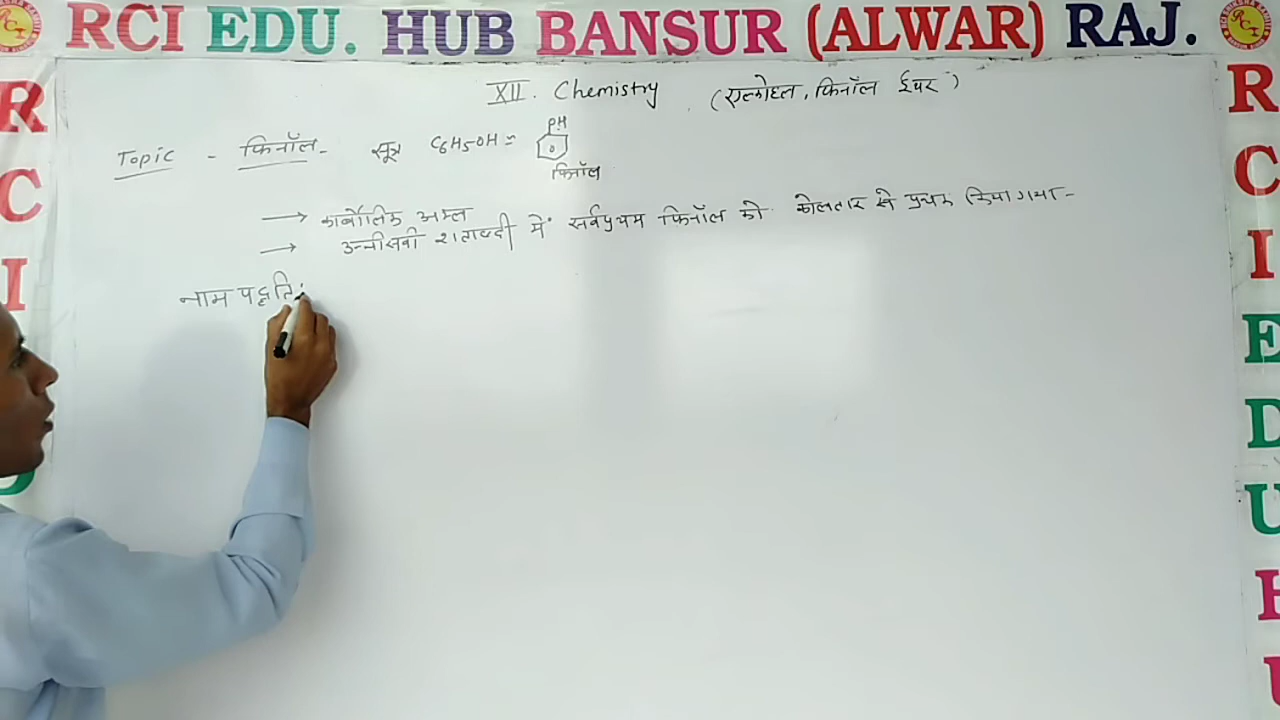 RCI EDU. HUB BANSUR (ALWAR) RAJ.
XII. Chemistry (एल्कोहल, फिनॉल ईथर)
Topic - फिनॉल- सूत्र C6H5OH =
OH
फिनॉल
→ कार्बोलिक अम्ल
→ उन्नीसवी शताब्दी में सर्वप्रथम फिनॉल को कोलतार से प्रथक किया गया-
नाम पद्धति:
R
C
I
R
C
I
E
D
U
H
U